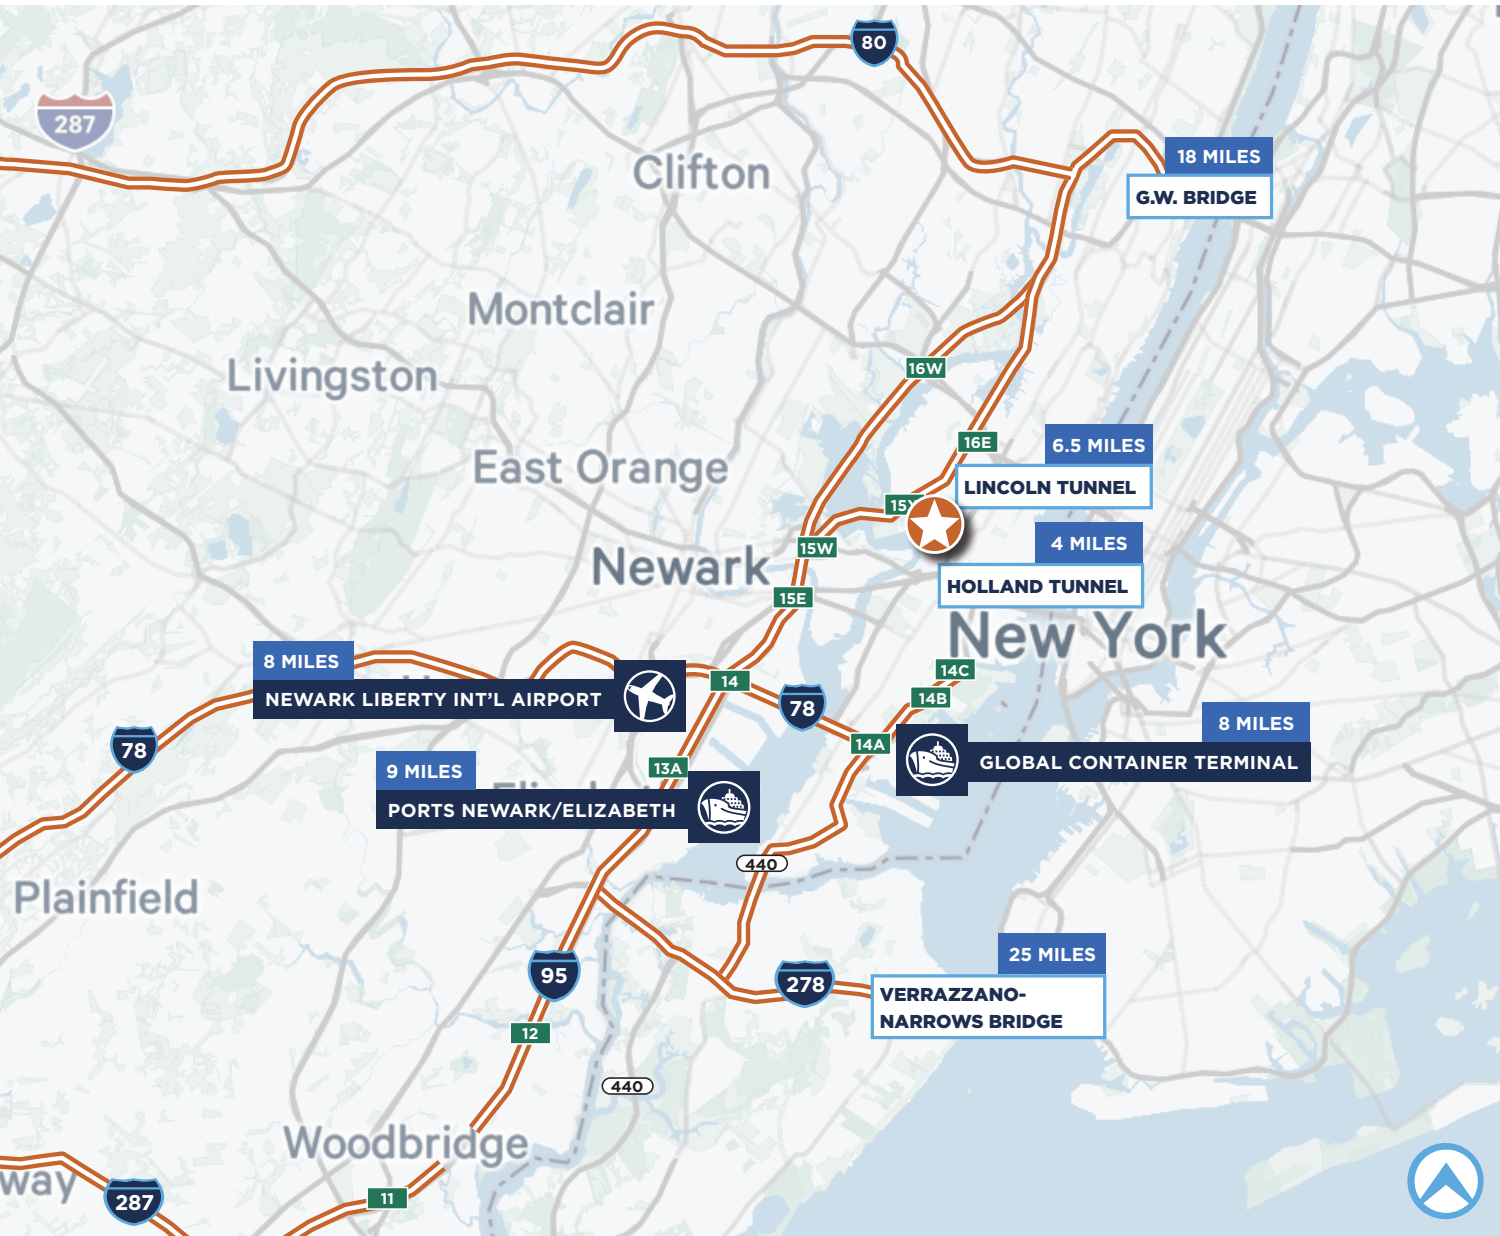 80
287
18 MILES
G.W. BRIDGE
Clifton
Montclair
Livingston
16W
16E
6.5 MILES
LINCOLN TUNNEL
East Orange
4 MILES
HOLLAND TUNNEL
15W
Newark
15E
New York
8 MILES
NEWARK LIBERTY INT'L AIRPORT
14
14C
14B
78
78
14A
8 MILES
GLOBAL CONTAINER TERMINAL
13A
9 MILES
PORTS NEWARK/ELIZABETH
440
Plainfield
95
278
25 MILES
VERRAZZANO-
NARROWS BRIDGE
12
440
Woodbridge
way
287
11